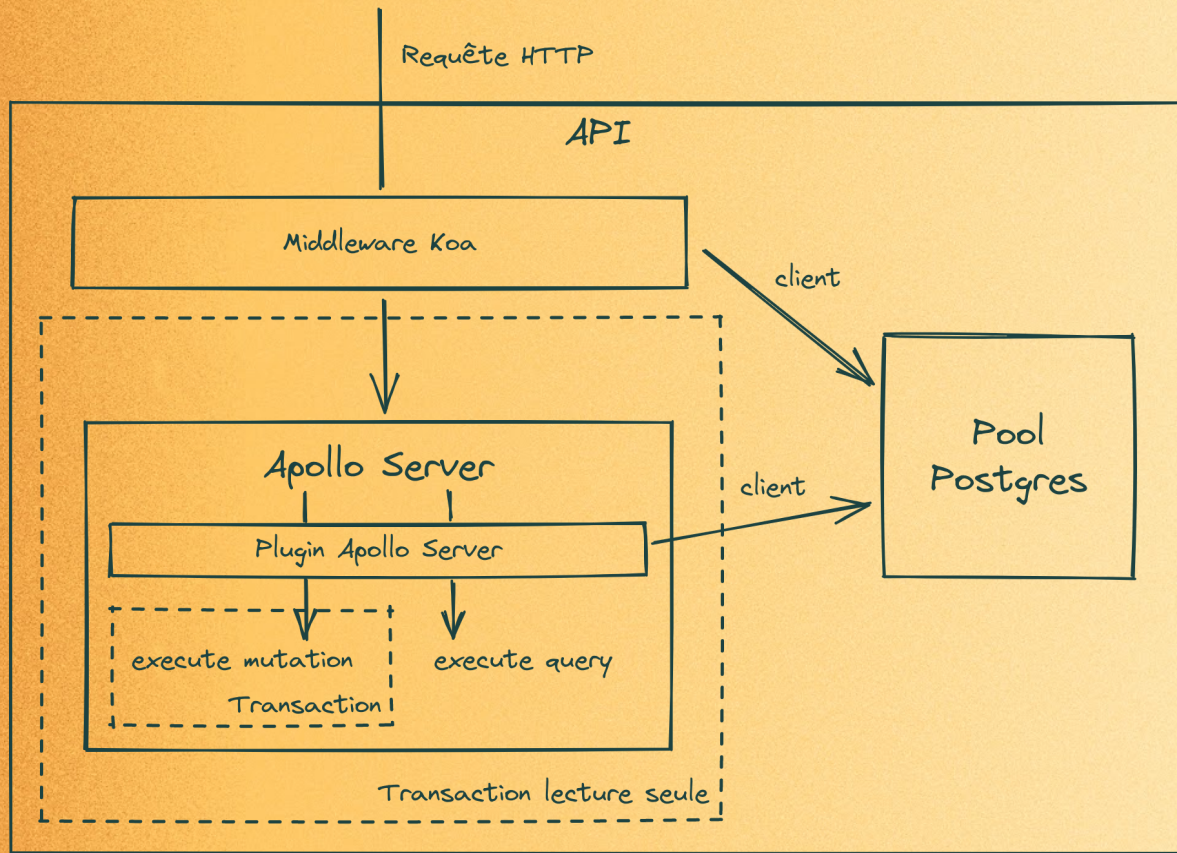 Requête HTTP
API
Middleware Koa
client
Apollo Server
Pool
Postgres
client
Plugin Apollo Server
execute mutation
execute query
Transaction
Transaction lecture seule